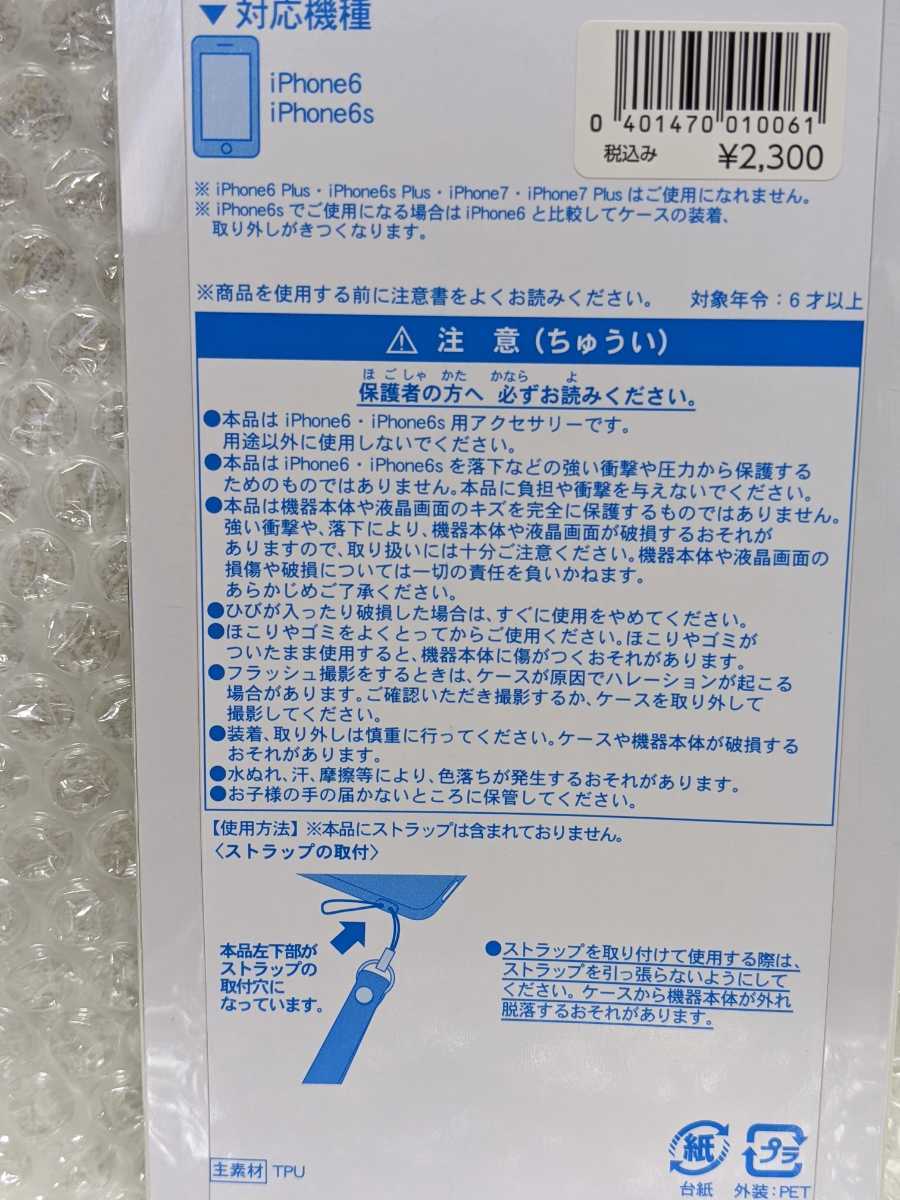 ▼対応機種
iPhone6
iPhone6s
0 401470 010061
税込み ¥2,300
※ iPhone6 Plus・iPhone6s Plus・iPhone7・iPhone7 Plus はご使用になれません。
※ iPhone6s でご使用になる場合は iPhone6 と比較してケースの装着、
取り外しがきつくなります。
※商品を使用する前に注意書をよくお読みください。 対象年令：6才以上
⚠ 注 意（ちゅうい）
ほごしゃ かた かなら よ
保護者の方へ 必ずお読みください。
●本品は iPhone6・iPhone6s 用アクセサリーです。
用途以外に使用しないでください。
●本品は iPhone6・iPhone6s を落下などの強い衝撃や圧力から保護する
ためのものではありません。本品に負担や衝撃を与えないでください。
●本品は機器本体や液晶画面のキズを完全に保護するものではありません。
強い衝撃や、落下により、機器本体や液晶画面が破損するおそれが
ありますので、取り扱いには十分ご注意ください。機器本体や液晶画面の
損傷や破損については一切の責任を負いかねます。
あらかじめご了承ください。
●ひびが入ったり破損した場合は、すぐに使用をやめてください。
●ほこりやゴミをよくとってからご使用ください。ほこりやゴミが
ついたまま使用すると、機器本体に傷がつくおそれがあります。
●フラッシュ撮影をするときは、ケースが原因でハレーションが起こる
場合があります。ご確認いただき撮影するか、ケースを取り外して
撮影してください。
●装着、取り外しは慎重に行ってください。ケースや機器本体が破損する
おそれがあります。
●水ぬれ、汗、摩擦等により、色落ちが発生するおそれがあります。
●お子様の手の届かないところに保管してください。
【使用方法】※本品にストラップは含まれておりません。
〈ストラップの取付〉
本品左下部が
ストラップの
取付穴に
なっています。
●ストラップを取り付けて使用する際は、
ストラップを引っ張らないようにして
ください。ケースから機器本体が外れ
脱落するおそれがあります。
主素材 TPU
紙
台紙
プラ
外装：PET